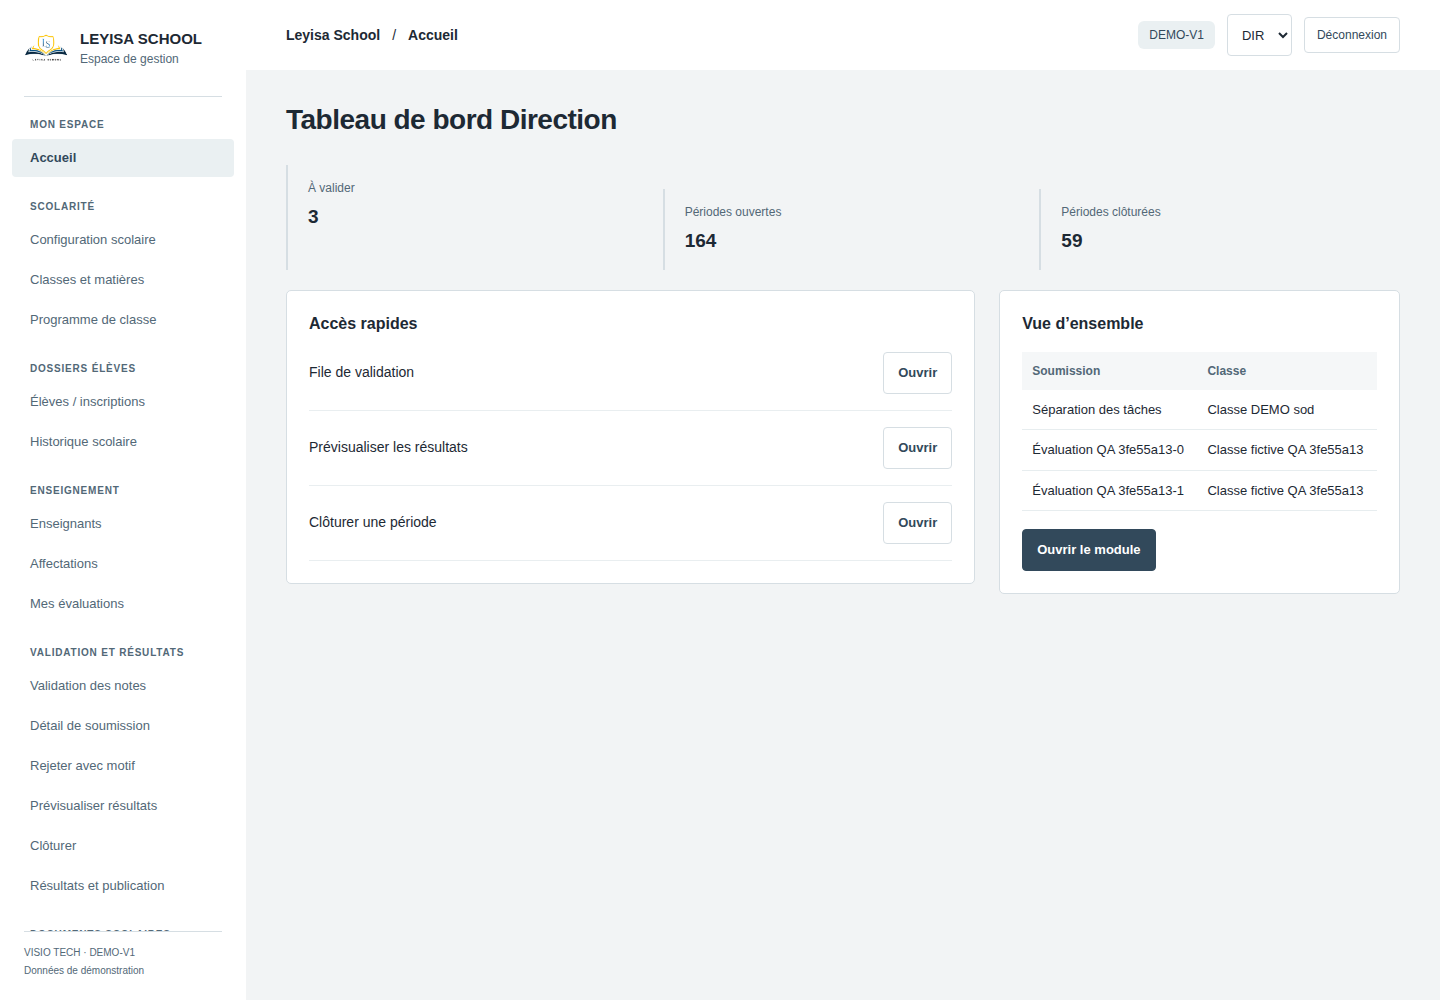 LEYISA SCHOOL
Espace de gestion
MON ESPACE
Accueil
SCOLARITÉ
Configuration scolaire
Classes et matières
Programme de classe
DOSSIERS ÉLÈVES
Élèves / inscriptions
Historique scolaire
ENSEIGNEMENT
Enseignants
Affectations
Mes évaluations
VALIDATION ET RÉSULTATS
Validation des notes
Détail de soumission
Rejeter avec motif
Prévisualiser résultats
Clôturer
Résultats et publication
VISIO TECH · DEMO-V1
Données de démonstration
Leyisa School / Accueil
DEMO-V1
DIR
Déconnexion
Tableau de bord Direction
À valider
3
Périodes ouvertes
164
Périodes clôturées
59
Accès rapides
File de validation Ouvrir
Prévisualiser les résultats Ouvrir
Clôturer une période Ouvrir
Vue d’ensemble
Soumission Classe
Séparation des tâches Classe DEMO sod
Évaluation QA 3fe55a13-0 Classe fictive QA 3fe55a13
Évaluation QA 3fe55a13-1 Classe fictive QA 3fe55a13
Ouvrir le module